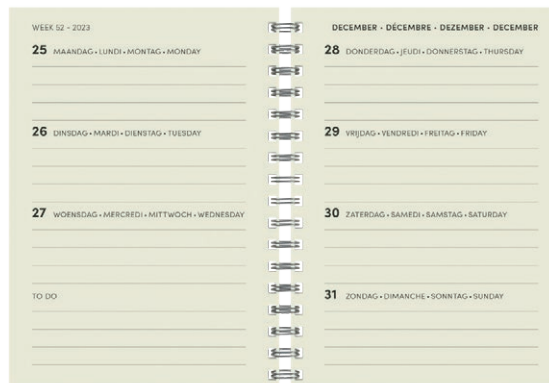 WEEK 52 - 2023
25 MAANDAG • LUNDI • MONTAG • MONDAY
26 DINSDAG • MARDI • DIENSTAG • TUESDAY
27 WOENSDAG • MERCREDI • MITTWOCH • WEDNESDAY
TO DO
DECEMBER • DÉCEMBRE • DEZEMBER • DECEMBER
28 DONDERDAG • JEUDI • DONNERSTAG • THURSDAY
29 VRIJDAG • VENDREDI • FREITAG • FRIDAY
30 ZATERDAG • SAMEDI • SAMSTAG • SATURDAY
31 ZONDAG • DIMANCHE • SONNTAG • SUNDAY